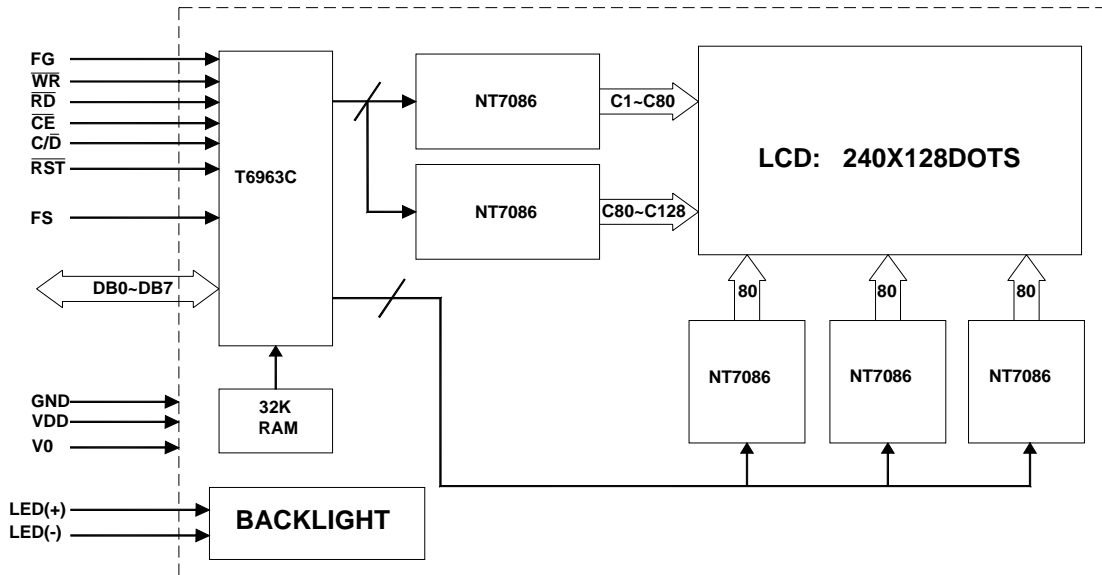 FG
WR
RD
CE
C/D
RST
FS
DB0~DB7
GND
VDD
V0
LED(+)
LED(-)
T6963C
32K
RAM
BACKLIGHT
NT7086
C1~C80
NT7086
C80~C128
LCD: 240X128DOTS
80
80
80
NT7086
NT7086
NT7086